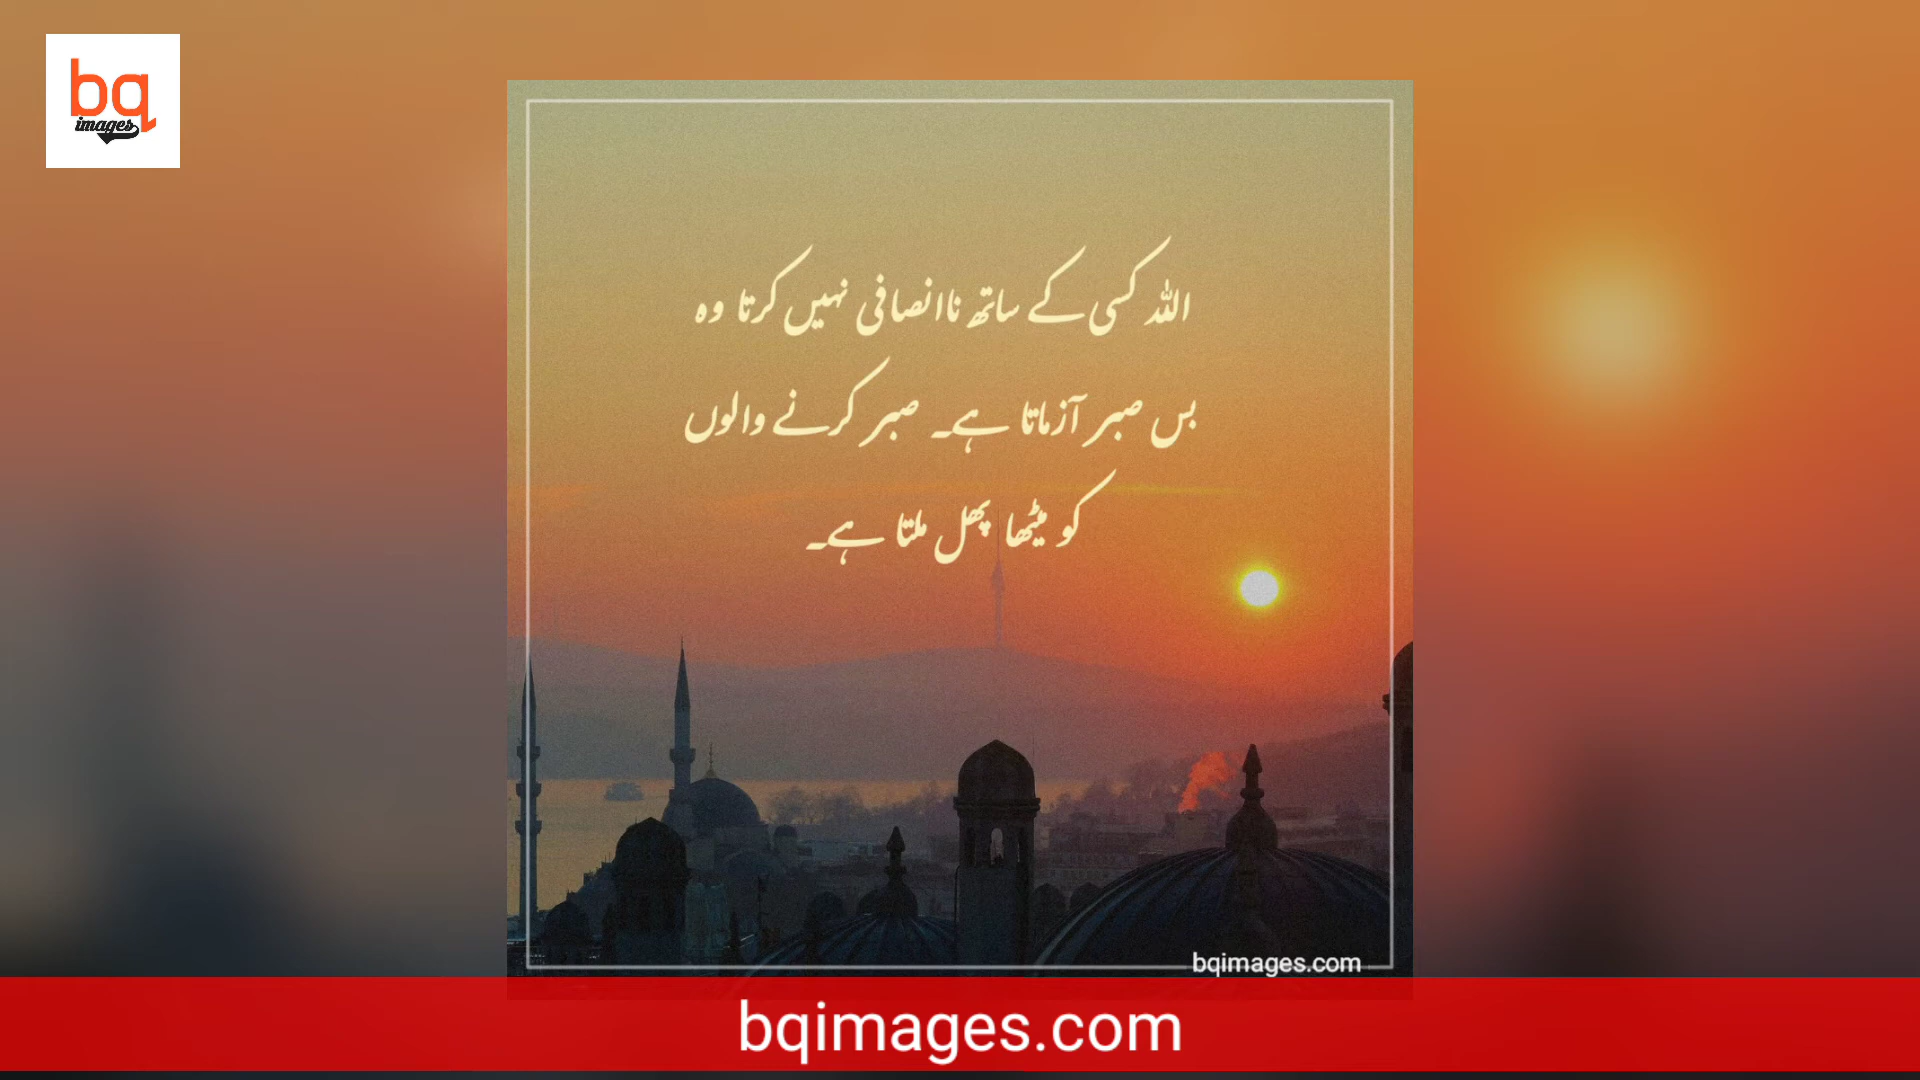 bq
images
اللہ کسی کے ساتھ ناانصافی نہیں کرتا وہ
بس صبر آزماتا ہے۔ صبر کرنے والوں
کو میٹھا پھل ملتا ہے۔
bqimages.com
bqimages.com